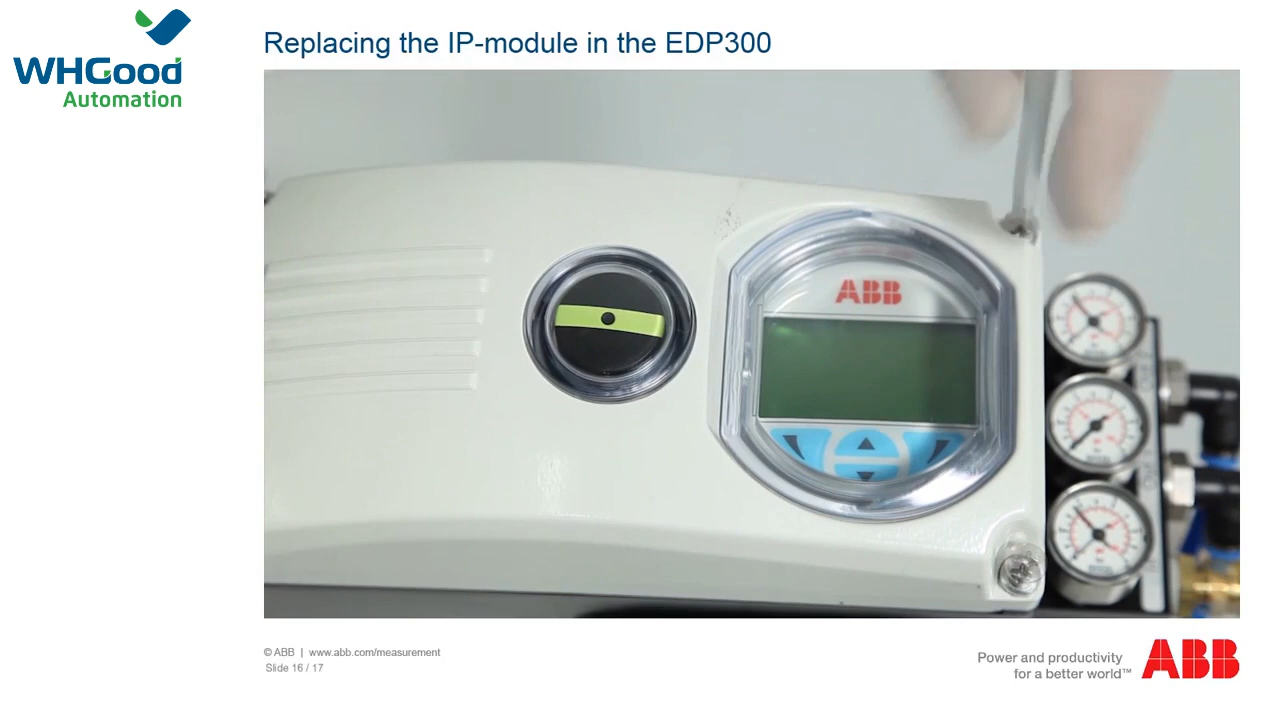 WHGood
Automation
Replacing the IP-module in the EDP300
ABB
© ABB | www.abb.com/measurement
Slide 16 / 17
Power and productivity
for a better world™
ABB